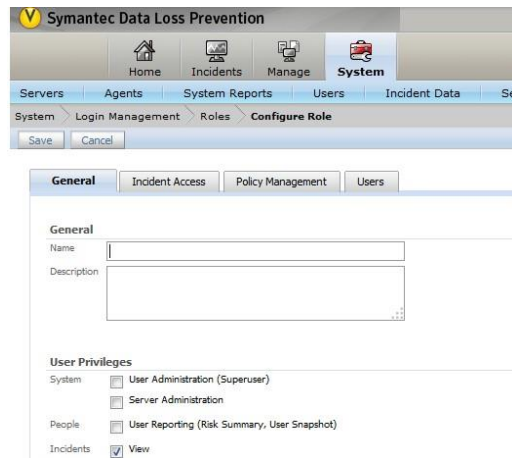 Symantec Data Loss Prevention
Home Incidents Manage System
Servers Agents System Reports Users Incident Data
System Login Management Roles Configure Role
Save Cancel
General Incident Access Policy Management Users
General
Name
Description
User Privileges
System User Administration (Superuser)
Server Administration
People User Reporting (Risk Summary, User Snapshot)
Incidents View